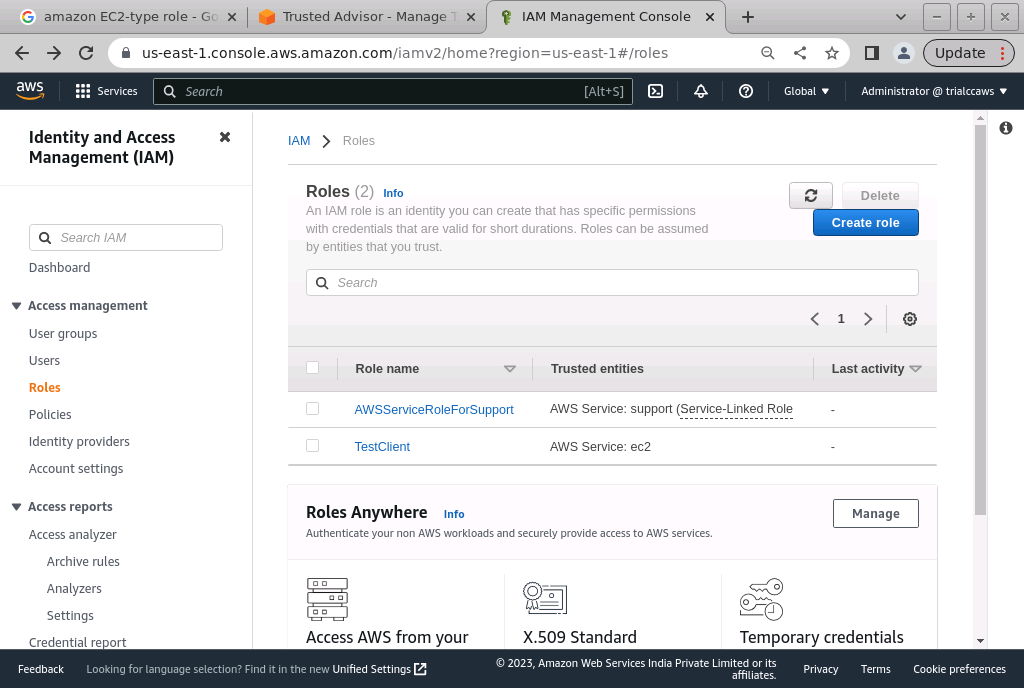 amazon EC2-type role - Go
Trusted Advisor - Manage T
IAM Management Console
us-east-1.console.aws.amazon.com/iamv2/home?region=us-east-1#/roles
Update
aws
Services
Search
[Alt+S]
Global
Administrator @ trialccaws
Identity and Access
Management (IAM)
Search IAM
Dashboard
Access management
User groups
Users
Roles
Policies
Identity providers
Account settings
Access reports
Access analyzer
Archive rules
Analyzers
Settings
Credential report
IAM
Roles
Roles (2) Info
An IAM role is an identity you can create that has specific permissions
with credentials that are valid for short durations. Roles can be assumed
by entities that you trust.
Delete
Create role
Search
1
Role name
Trusted entities
Last activity
AWSServiceRoleForSupport
AWS Service: support (Service-Linked Role
-
TestClient
AWS Service: ec2
-
Roles Anywhere Info
Authenticate your non AWS workloads and securely provide access to AWS services.
Manage
Access AWS from your
X.509 Standard
Temporary credentials
Feedback
Looking for language selection? Find it in the new Unified Settings
© 2023, Amazon Web Services India Private Limited or its
affiliates.
Privacy
Terms
Cookie preferences